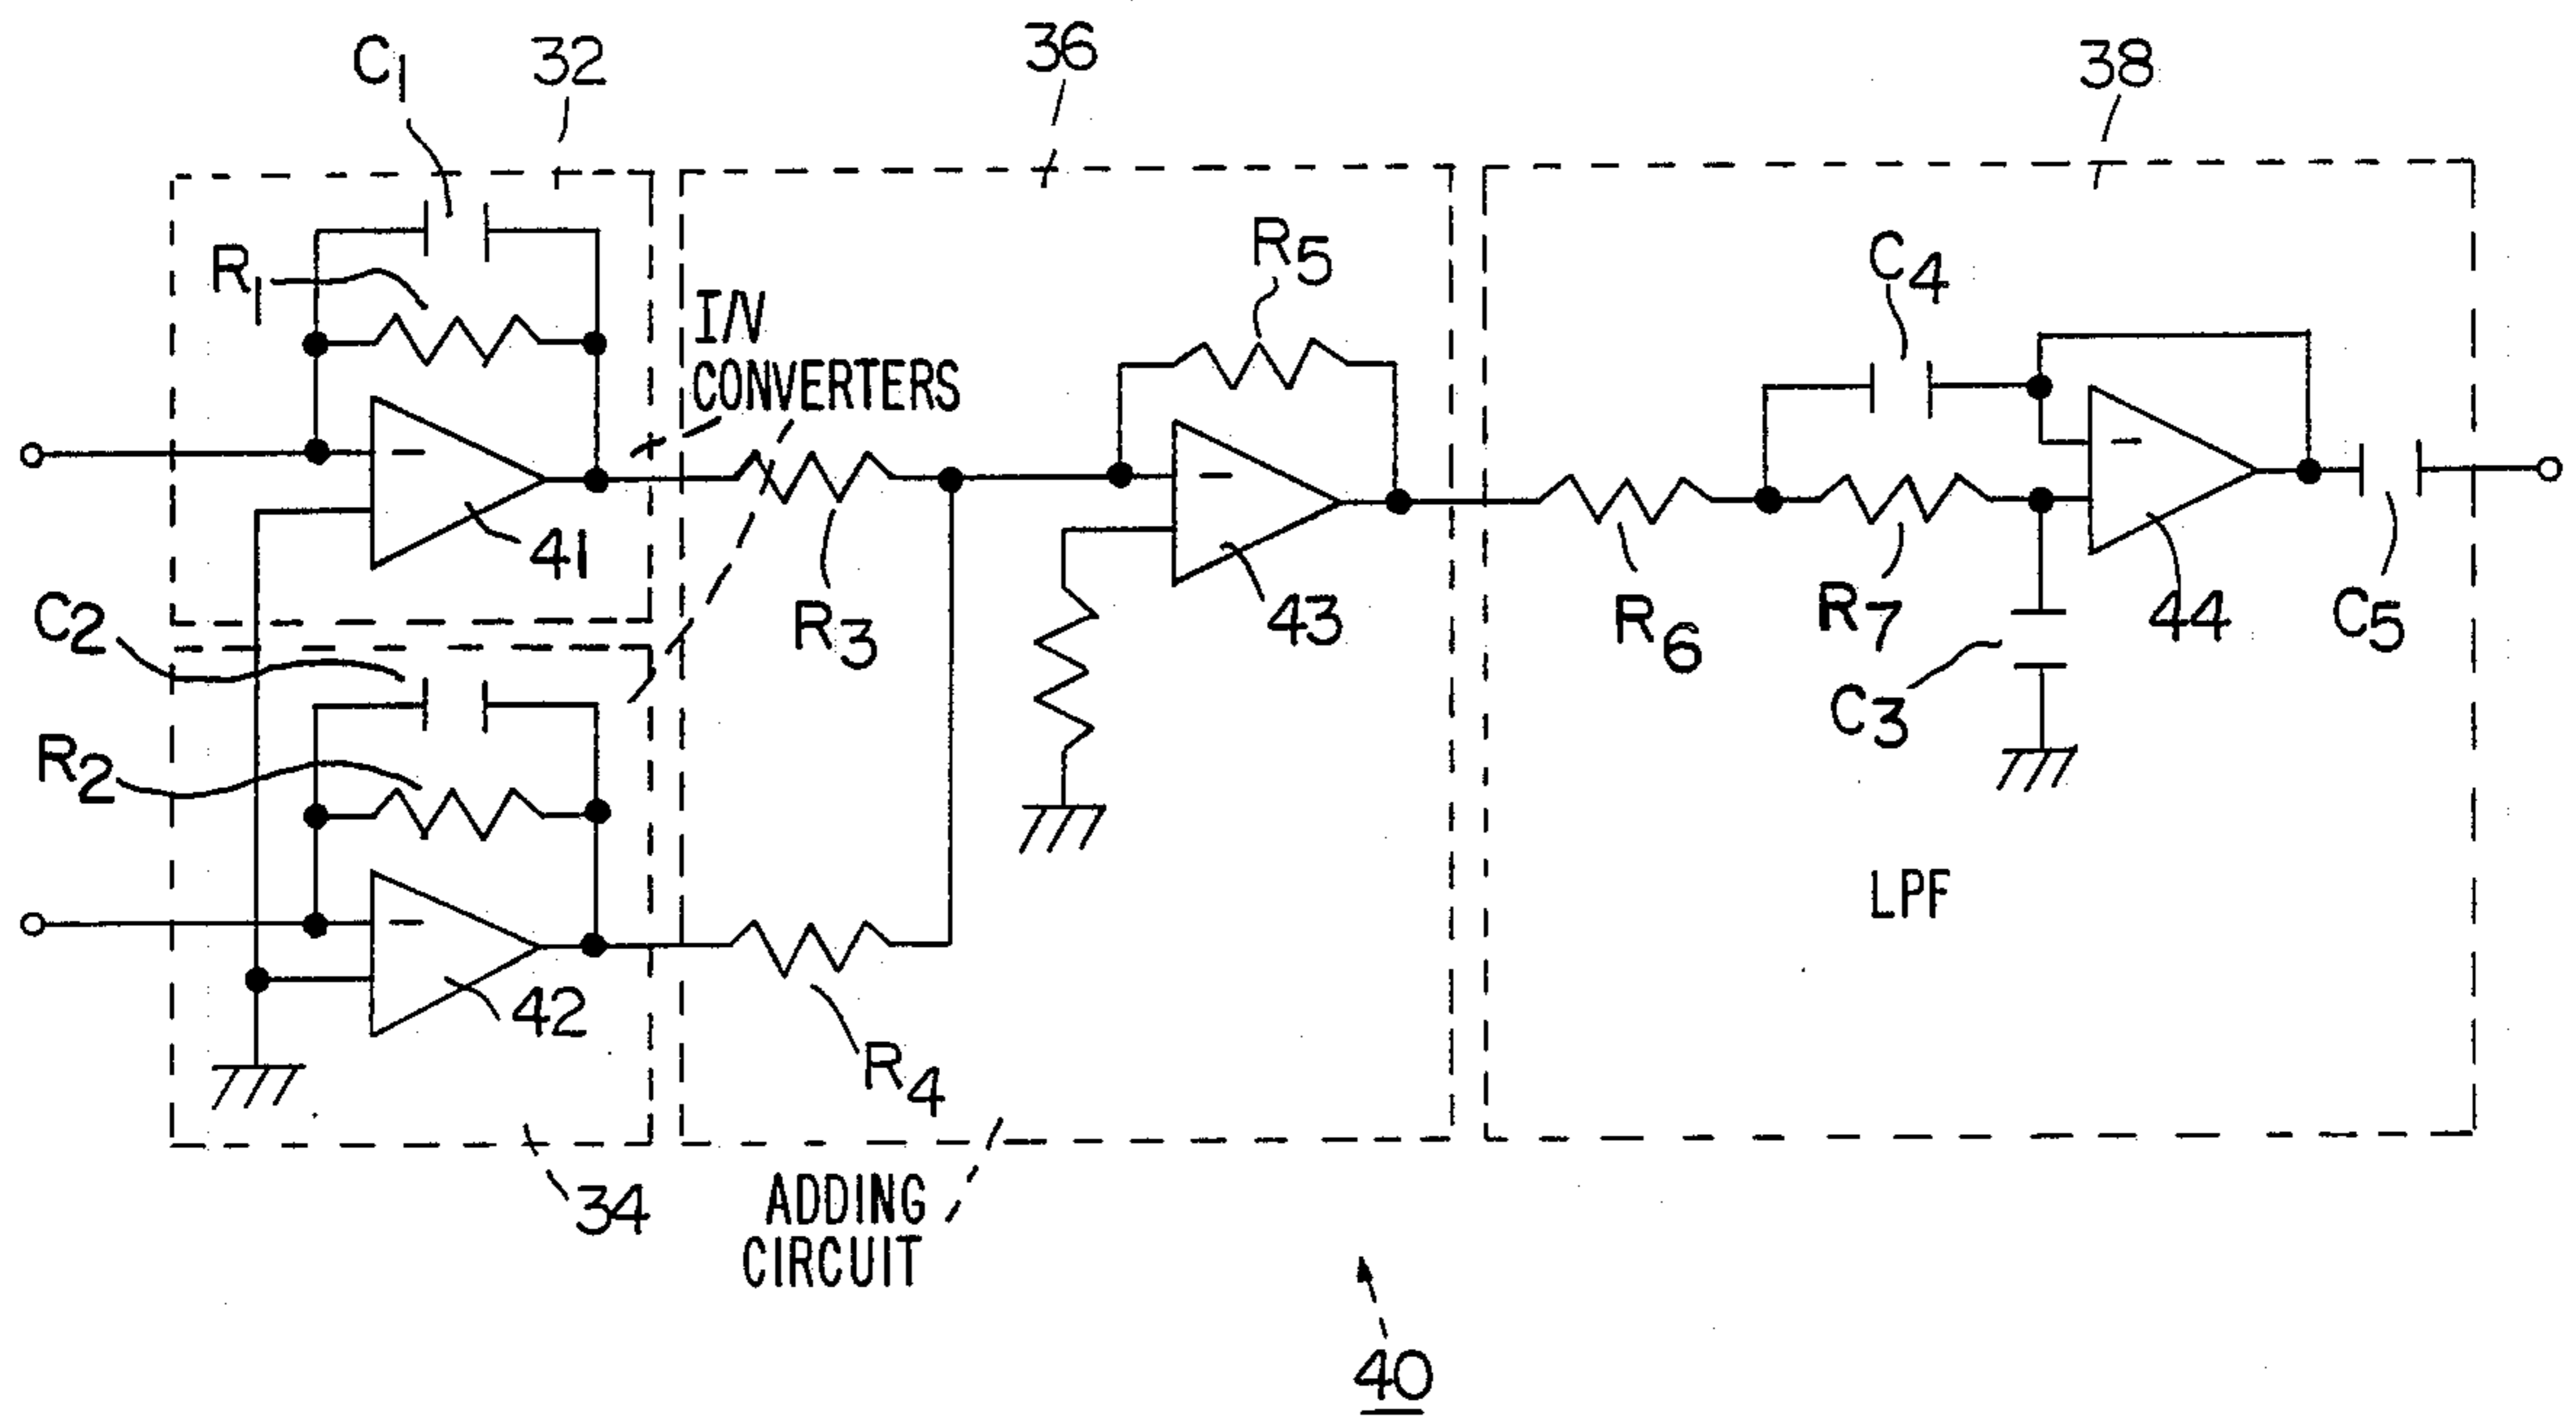 C1
32
36
38
R1
I/V
CONVERTERS
R5
C4
41
R3
43
R6
R7
44
C5
C2
C3
R2
LPF
42
R4
34
ADDING
CIRCUIT
40